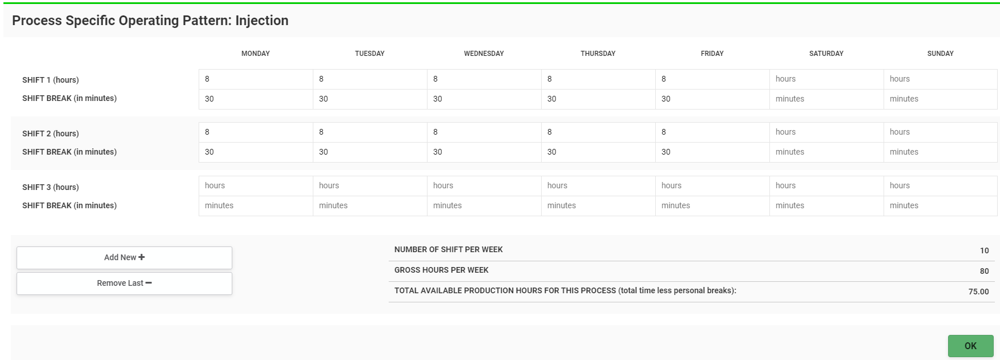 Process Specific Operating Pattern: Injection
MONDAY TUESDAY WEDNESDAY THURSDAY FRIDAY SATURDAY SUNDAY
SHIFT 1 (hours) 8 8 8 8 8 hours hours
SHIFT BREAK (in minutes) 30 30 30 30 30 minutes minutes
SHIFT 2 (hours) 8 8 8 8 8 hours hours
SHIFT BREAK (in minutes) 30 30 30 30 30 minutes minutes
SHIFT 3 (hours) hours hours hours hours hours hours hours
SHIFT BREAK (in minutes) minutes minutes minutes minutes minutes minutes minutes
Add New +
Remove Last −
NUMBER OF SHIFT PER WEEK 10
GROSS HOURS PER WEEK 80
TOTAL AVAILABLE PRODUCTION HOURS FOR THIS PROCESS (total time less personal breaks): 75.00
OK